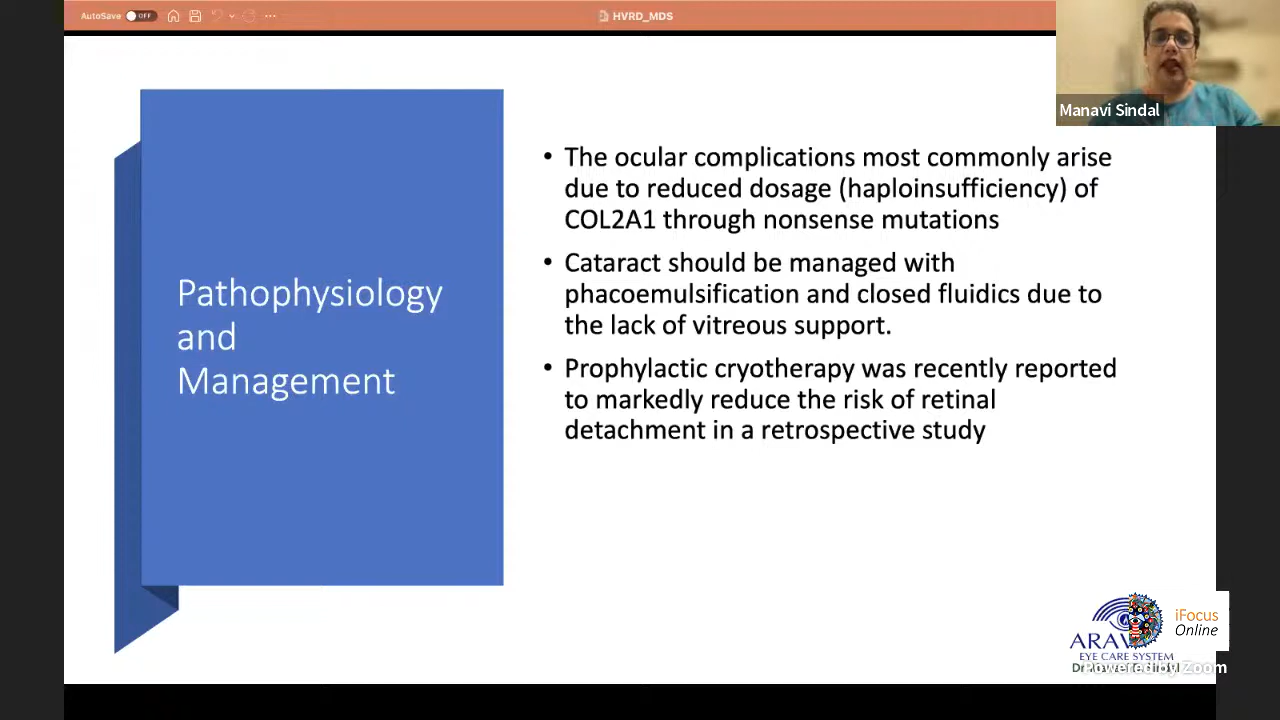 AutoSave OFF
HVRD_MDS
Manavi Sindal
Pathophysiology
and
Management
• The ocular complications most commonly arise
due to reduced dosage (haploinsufficiency) of
COL2A1 through nonsense mutations
• Cataract should be managed with
phacoemulsification and closed fluidics due to
the lack of vitreous support.
• Prophylactic cryotherapy was recently reported
to markedly reduce the risk of retinal
detachment in a retrospective study
iFocus
Online
EYE CARE SYSTEM
Powered by Zoom